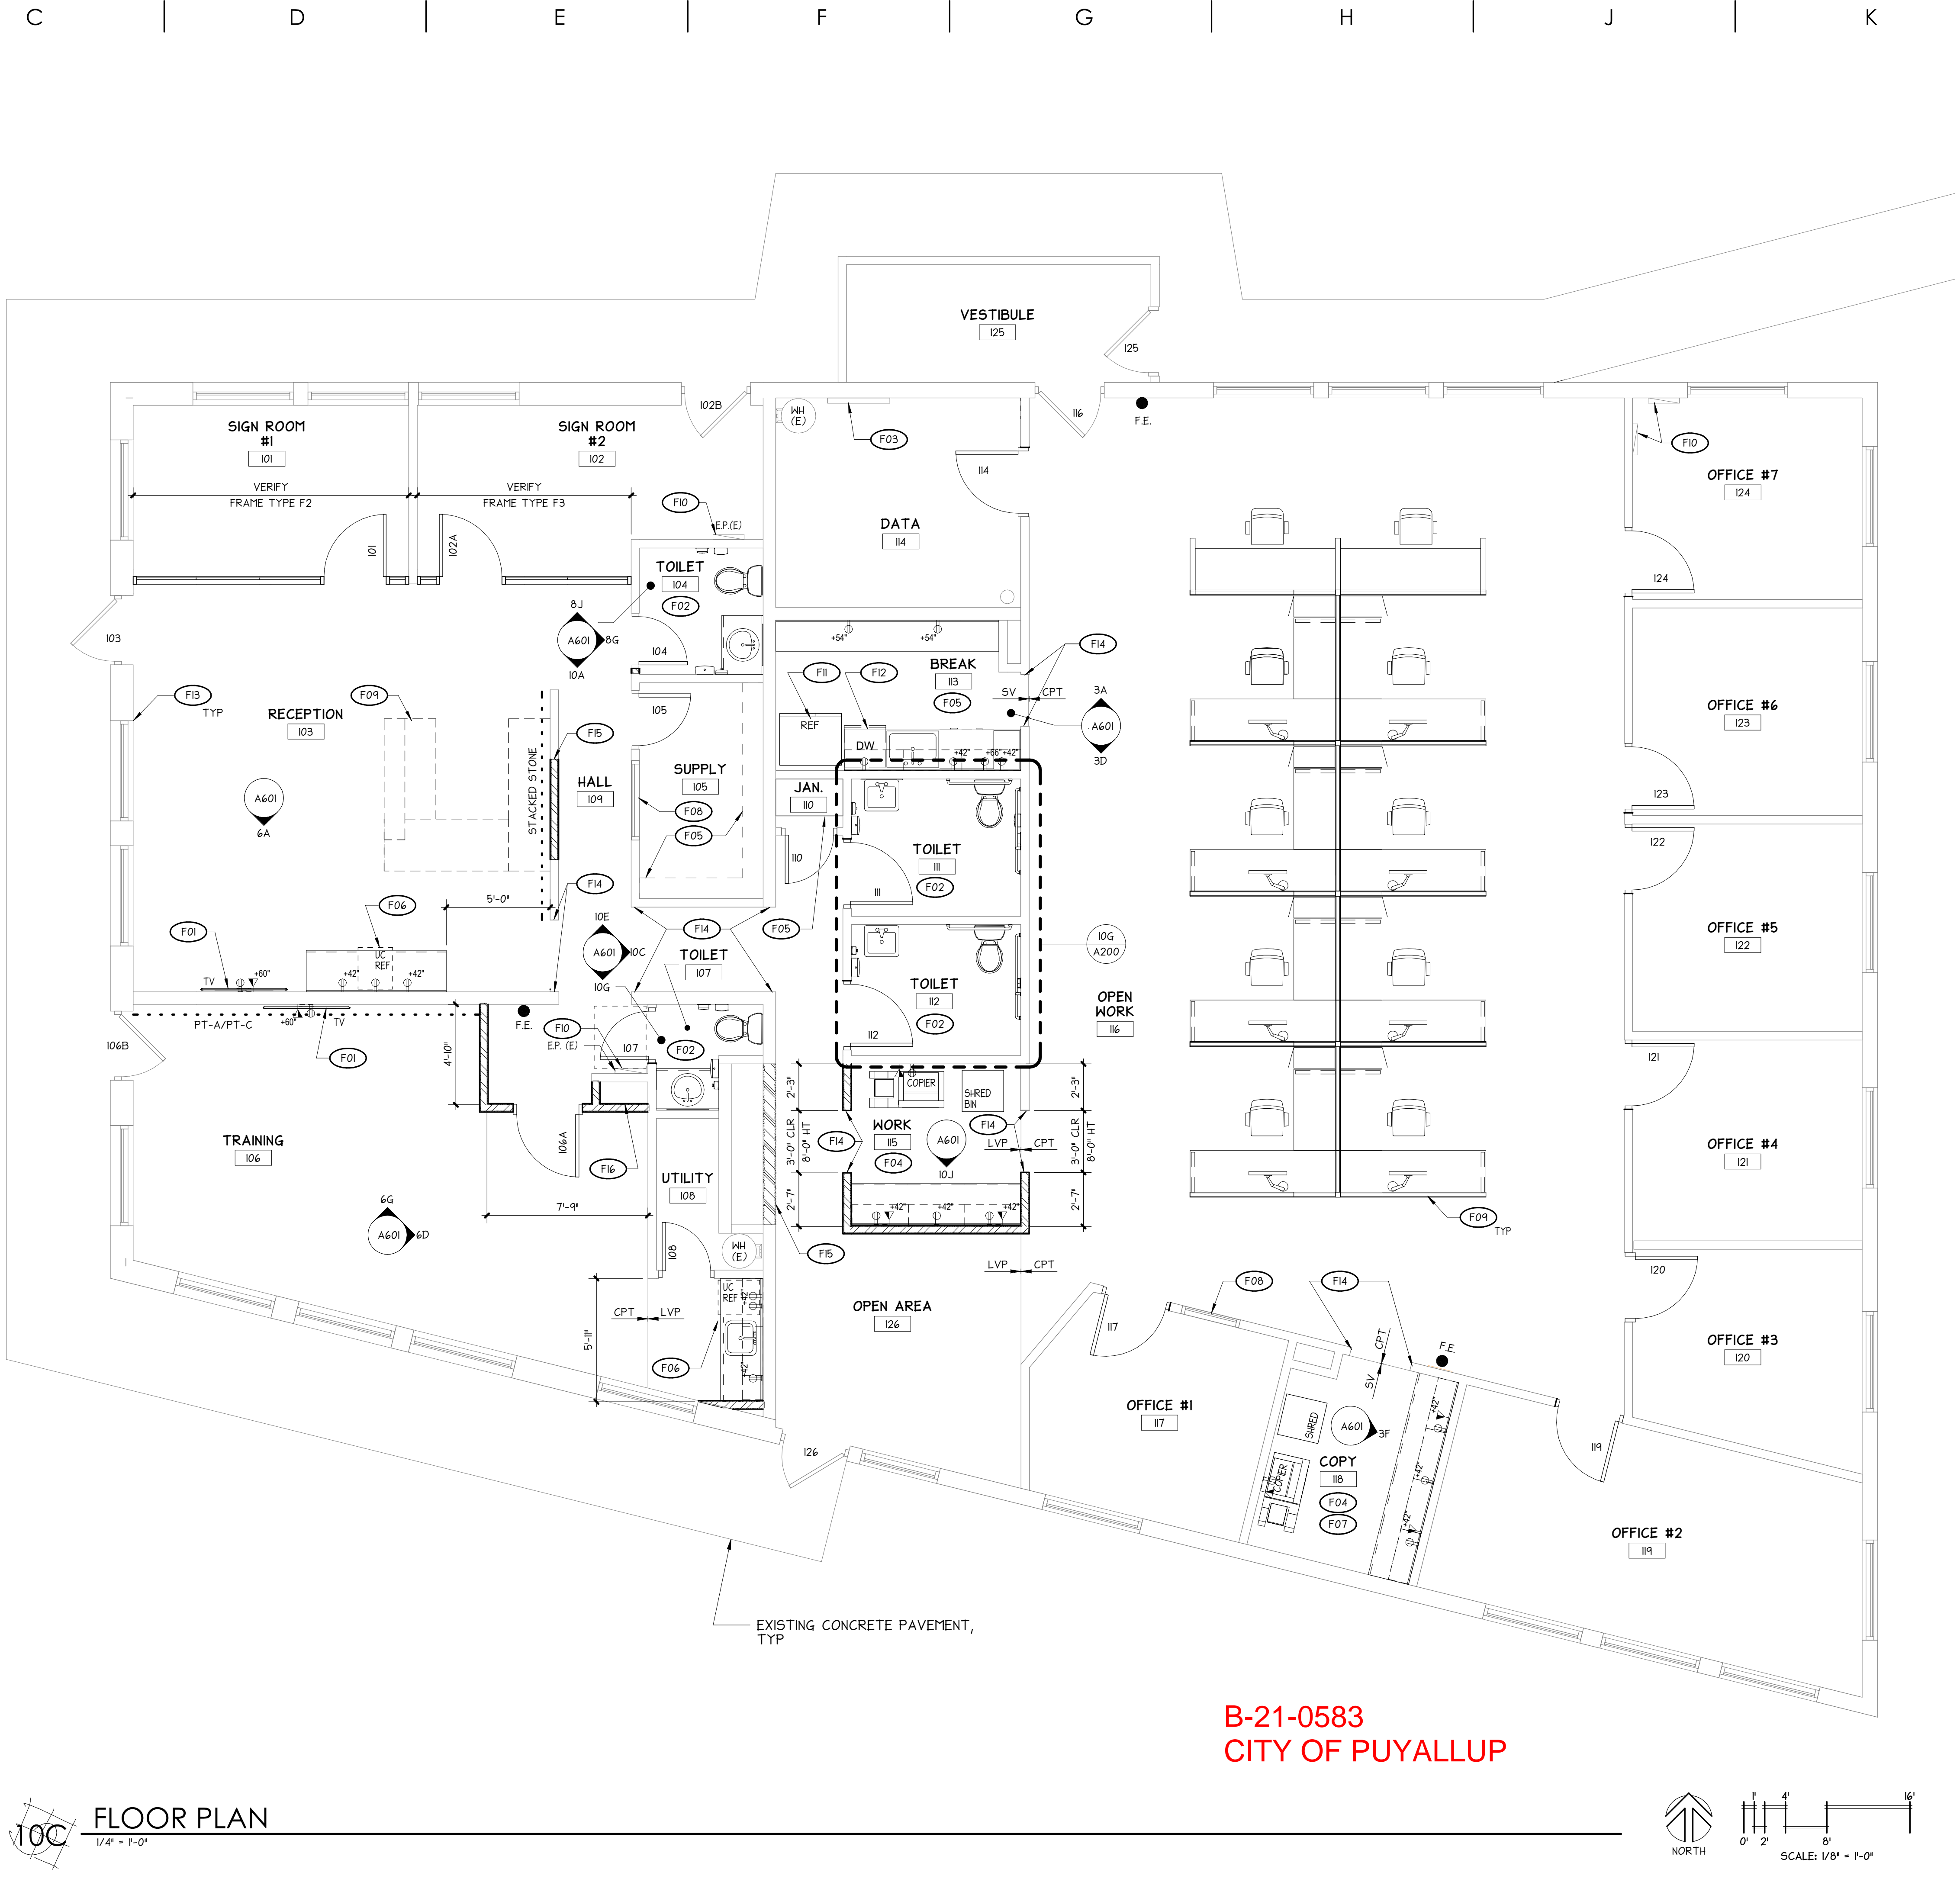 C D E F G H J K
VESTIBULE
125
125
SIGN ROOM
#1
101
SIGN ROOM
#2
102
102B
WH
(E)
F03
116
F.E.
F10
OFFICE #7
124
VERIFY
FRAME TYPE F2
VERIFY
FRAME TYPE F3
F10
E.P.(E)
114
DATA
114
101
102A
TOILET
104
F02
124
103
8J
A601
8G
10A
104
+54"
+54"
F14
F11
F12
BREAK
113
F05
SV
CPT
3A
A601
3D
F13
TYP
F09
RECEPTION
103
105
REF
DW
+42"
+66"
+42"
OFFICE #6
123
F15
STACKED STONE
HALL
109
SUPPLY
105
F08
F05
JAN.
110
A601
6A
110
TOILET
111
F02
111
123
122
F14
5'-0"
F06
F01
UC
REF
TV
+60"
+42"
+42"
10E
A601
10C
10G
F14
F05
TOILET
107
TOILET
112
F02
112
10G
A200
OPEN
WORK
116
OFFICE #5
122
PT-A/PT-C
+60"
TV
F01
106B
4'-10"
F.E.
F10
E.P. (E)
107
F02
121
COPIER
SHRED
BIN
2'-3"
3'-0" CLR
8'-0" HT
2'-7"
2'-3"
3'-0" CLR
8'-0" HT
2'-7"
F14
WORK
115
F04
A601
10J
F14
LVP
CPT
TRAINING
106
106A
F16
OFFICE #4
121
UTILITY
108
7'-9"
6G
A601
6D
+42"
+42"
+42"
F09
TYP
WH
(E)
108
F15
LVP
CPT
120
UC
REF
+42"
CPT
LVP
5'-11"
F06
+42"
OPEN AREA
126
F08
F14
117
CPT
SV
F.E.
OFFICE #3
120
OFFICE #1
117
SHRED
A601
3F
+42"
119
126
COPIER
COPY
118
F04
F07
+42"
+42"
OFFICE #2
119
EXISTING CONCRETE PAVEMENT,
TYP
B-21-0583
CITY OF PUYALLUP
10C
FLOOR PLAN
1/4" = 1'-0"
NORTH
1' 4' 16'
0' 2' 8'
SCALE: 1/8" = 1'-0"